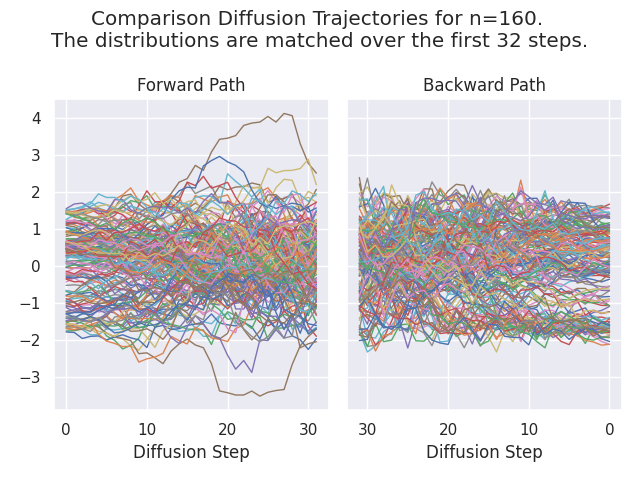 Comparison Diffusion Trajectories for n=160.
The distributions are matched over the first 32 steps.
Forward Path
Backward Path
4
3
2
1
0
−1
−2
−3
0 10 20 30
30 20 10 0
Diffusion Step
Diffusion Step